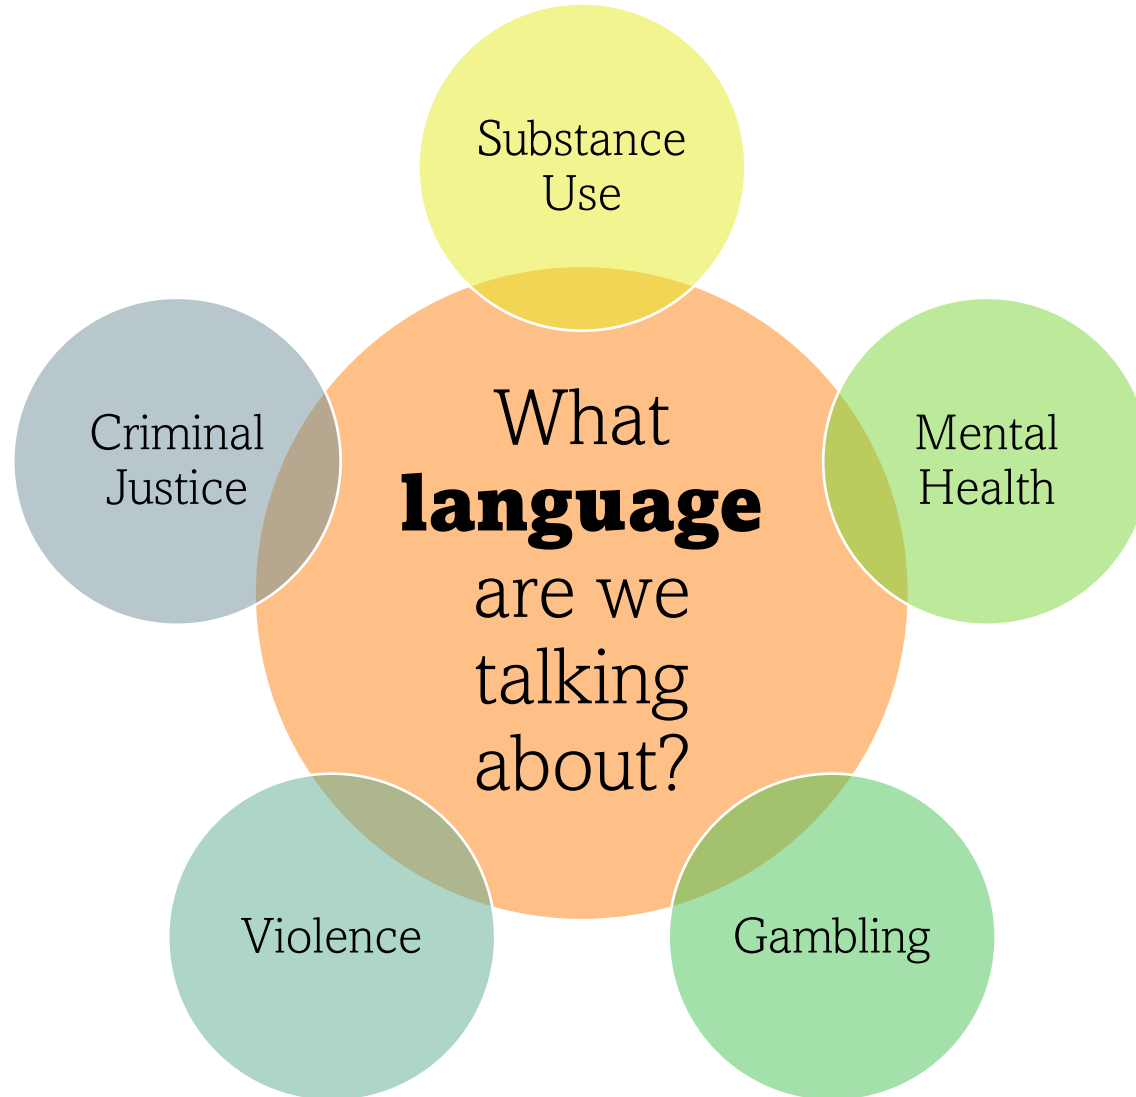 Substance
Use
Criminal
Justice
What
language
are we
talking
about?
Mental
Health
Violence
Gambling